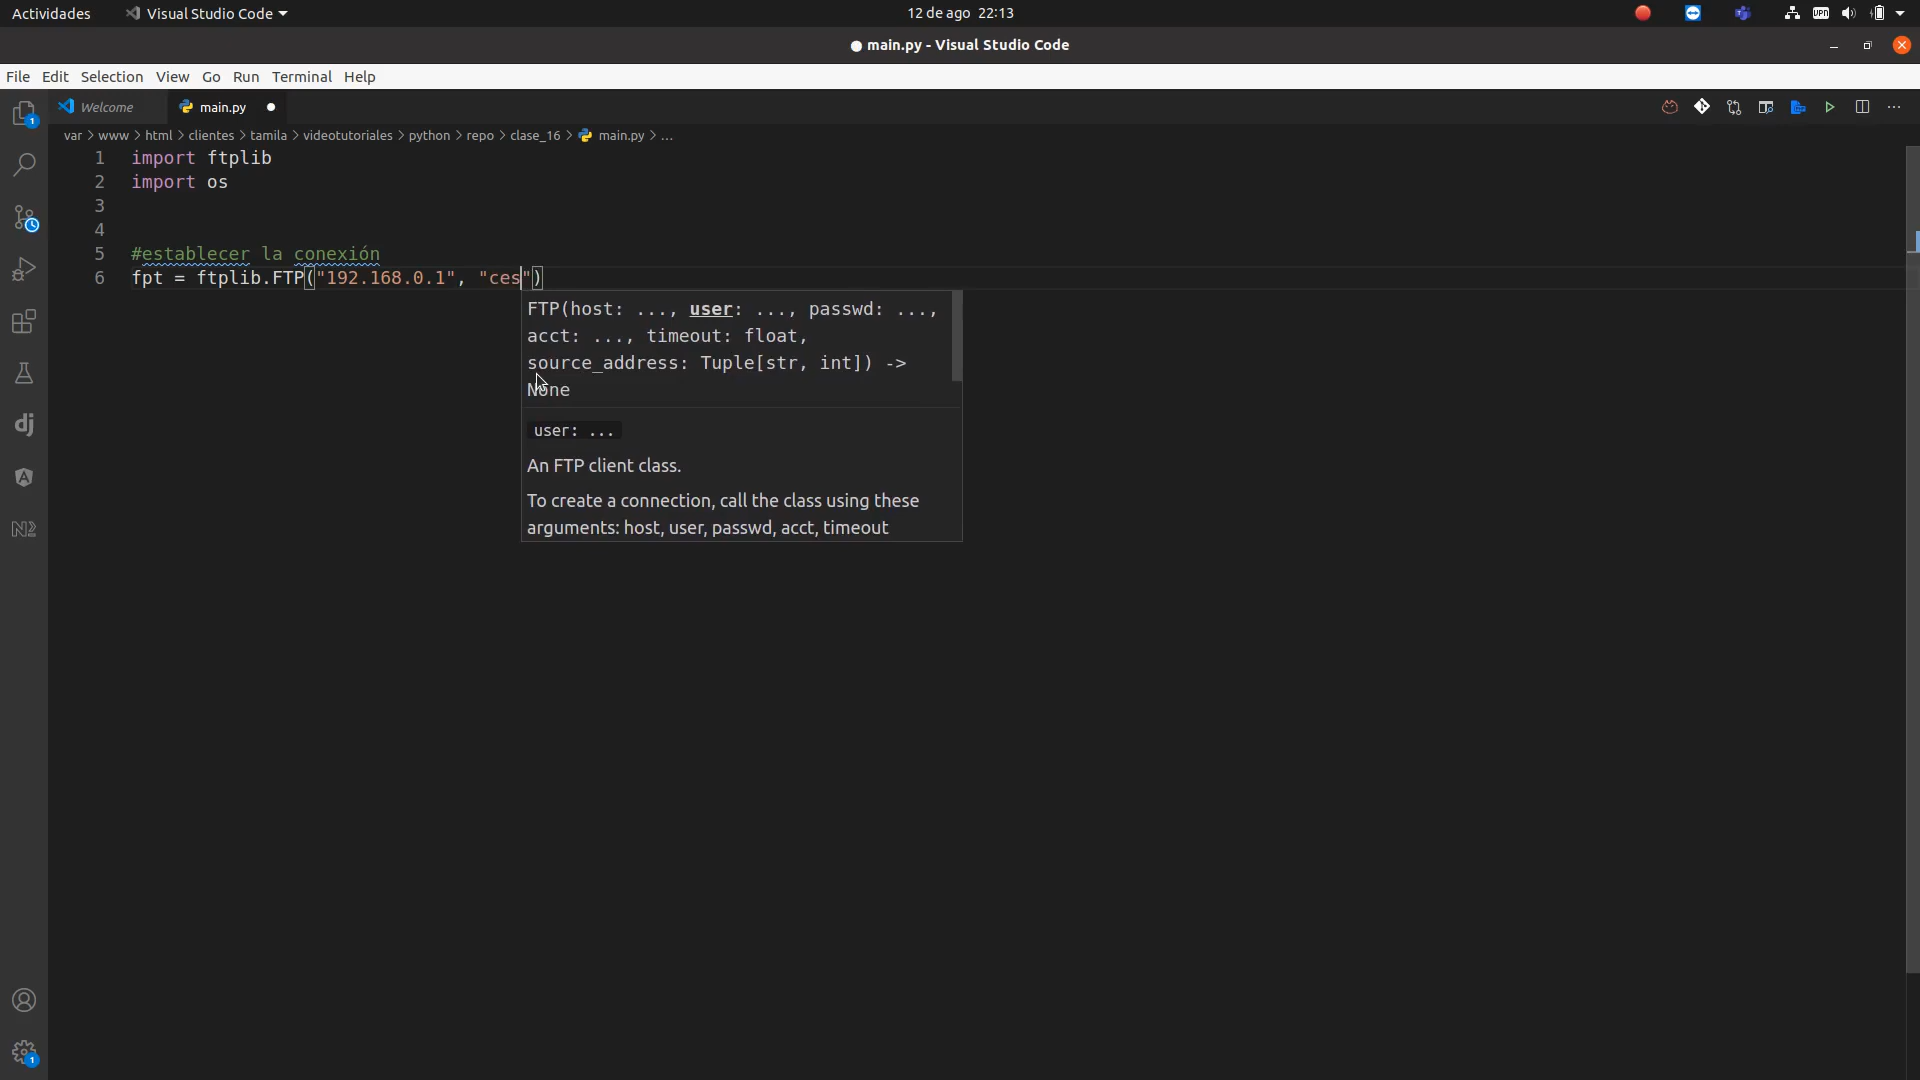 Actividades Visual Studio Code 12 de ago 22:13 VPN
main.py - Visual Studio Code
File Edit Selection View Go Run Terminal Help
Welcome main.py
var > www > html > clientes > tamila > videotutoriales > python > repo > clase_16 > main.py > ...
1 import ftplib
2 import os
3
4
5 #establecer la conexión
6 fpt = ftplib.FTP("192.168.0.1", "ces")
FTP(host: ..., user: ..., passwd: ...,
acct: ..., timeout: float,
source_address: Tuple[str, int]) ->
None
user: ...
An FTP client class.
To create a connection, call the class using these
arguments: host, user, passwd, acct, timeout
dj
1
1